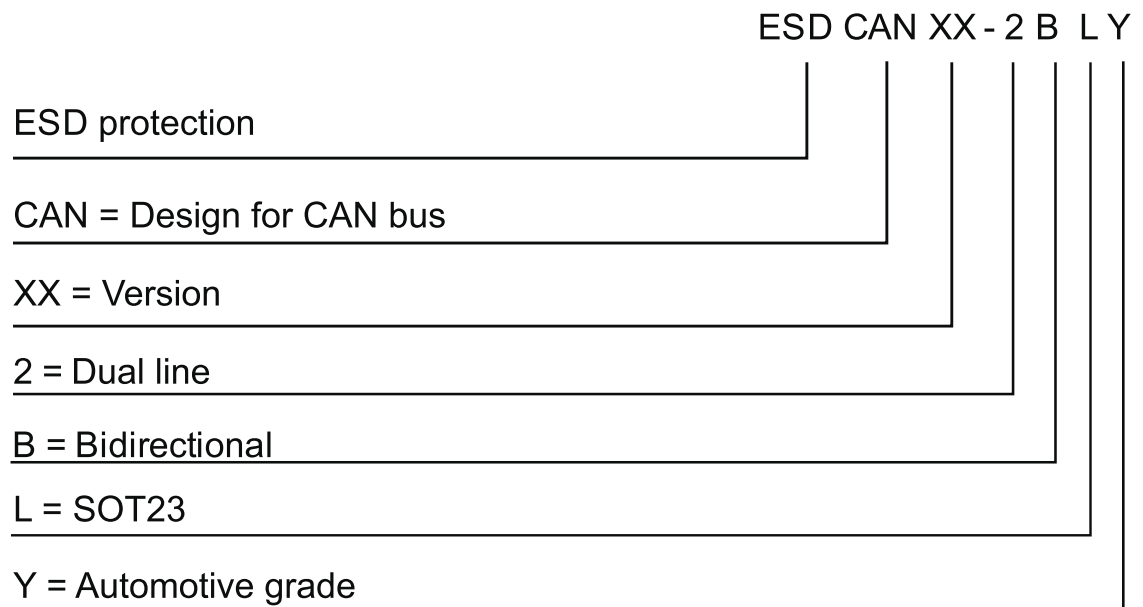 ESD CAN XX - 2 B L Y
ESD protection
CAN = Design for CAN bus
XX = Version
2 = Dual line
B = Bidirectional
L = SOT23
Y = Automotive grade